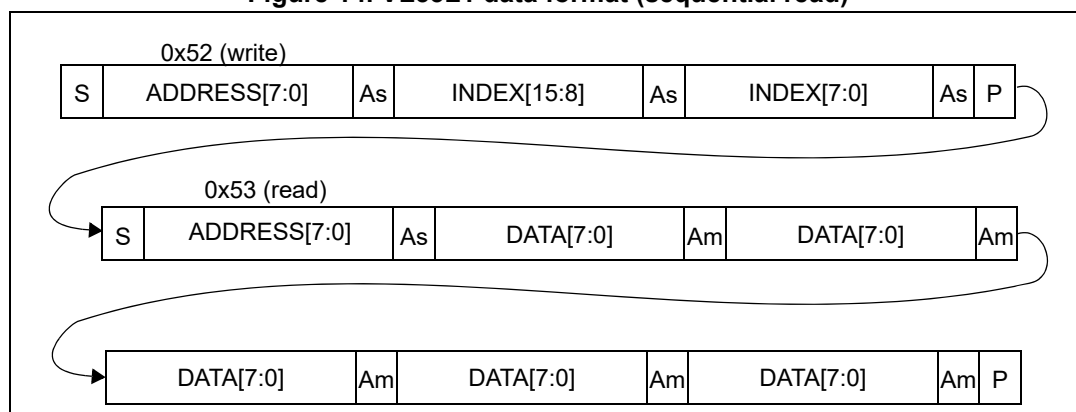 0x52 (write)
S ADDRESS[7:0] As INDEX[15:8] As INDEX[7:0] As P
0x53 (read)
S ADDRESS[7:0] As DATA[7:0] Am DATA[7:0] Am
DATA[7:0] Am DATA[7:0] Am DATA[7:0] Am P